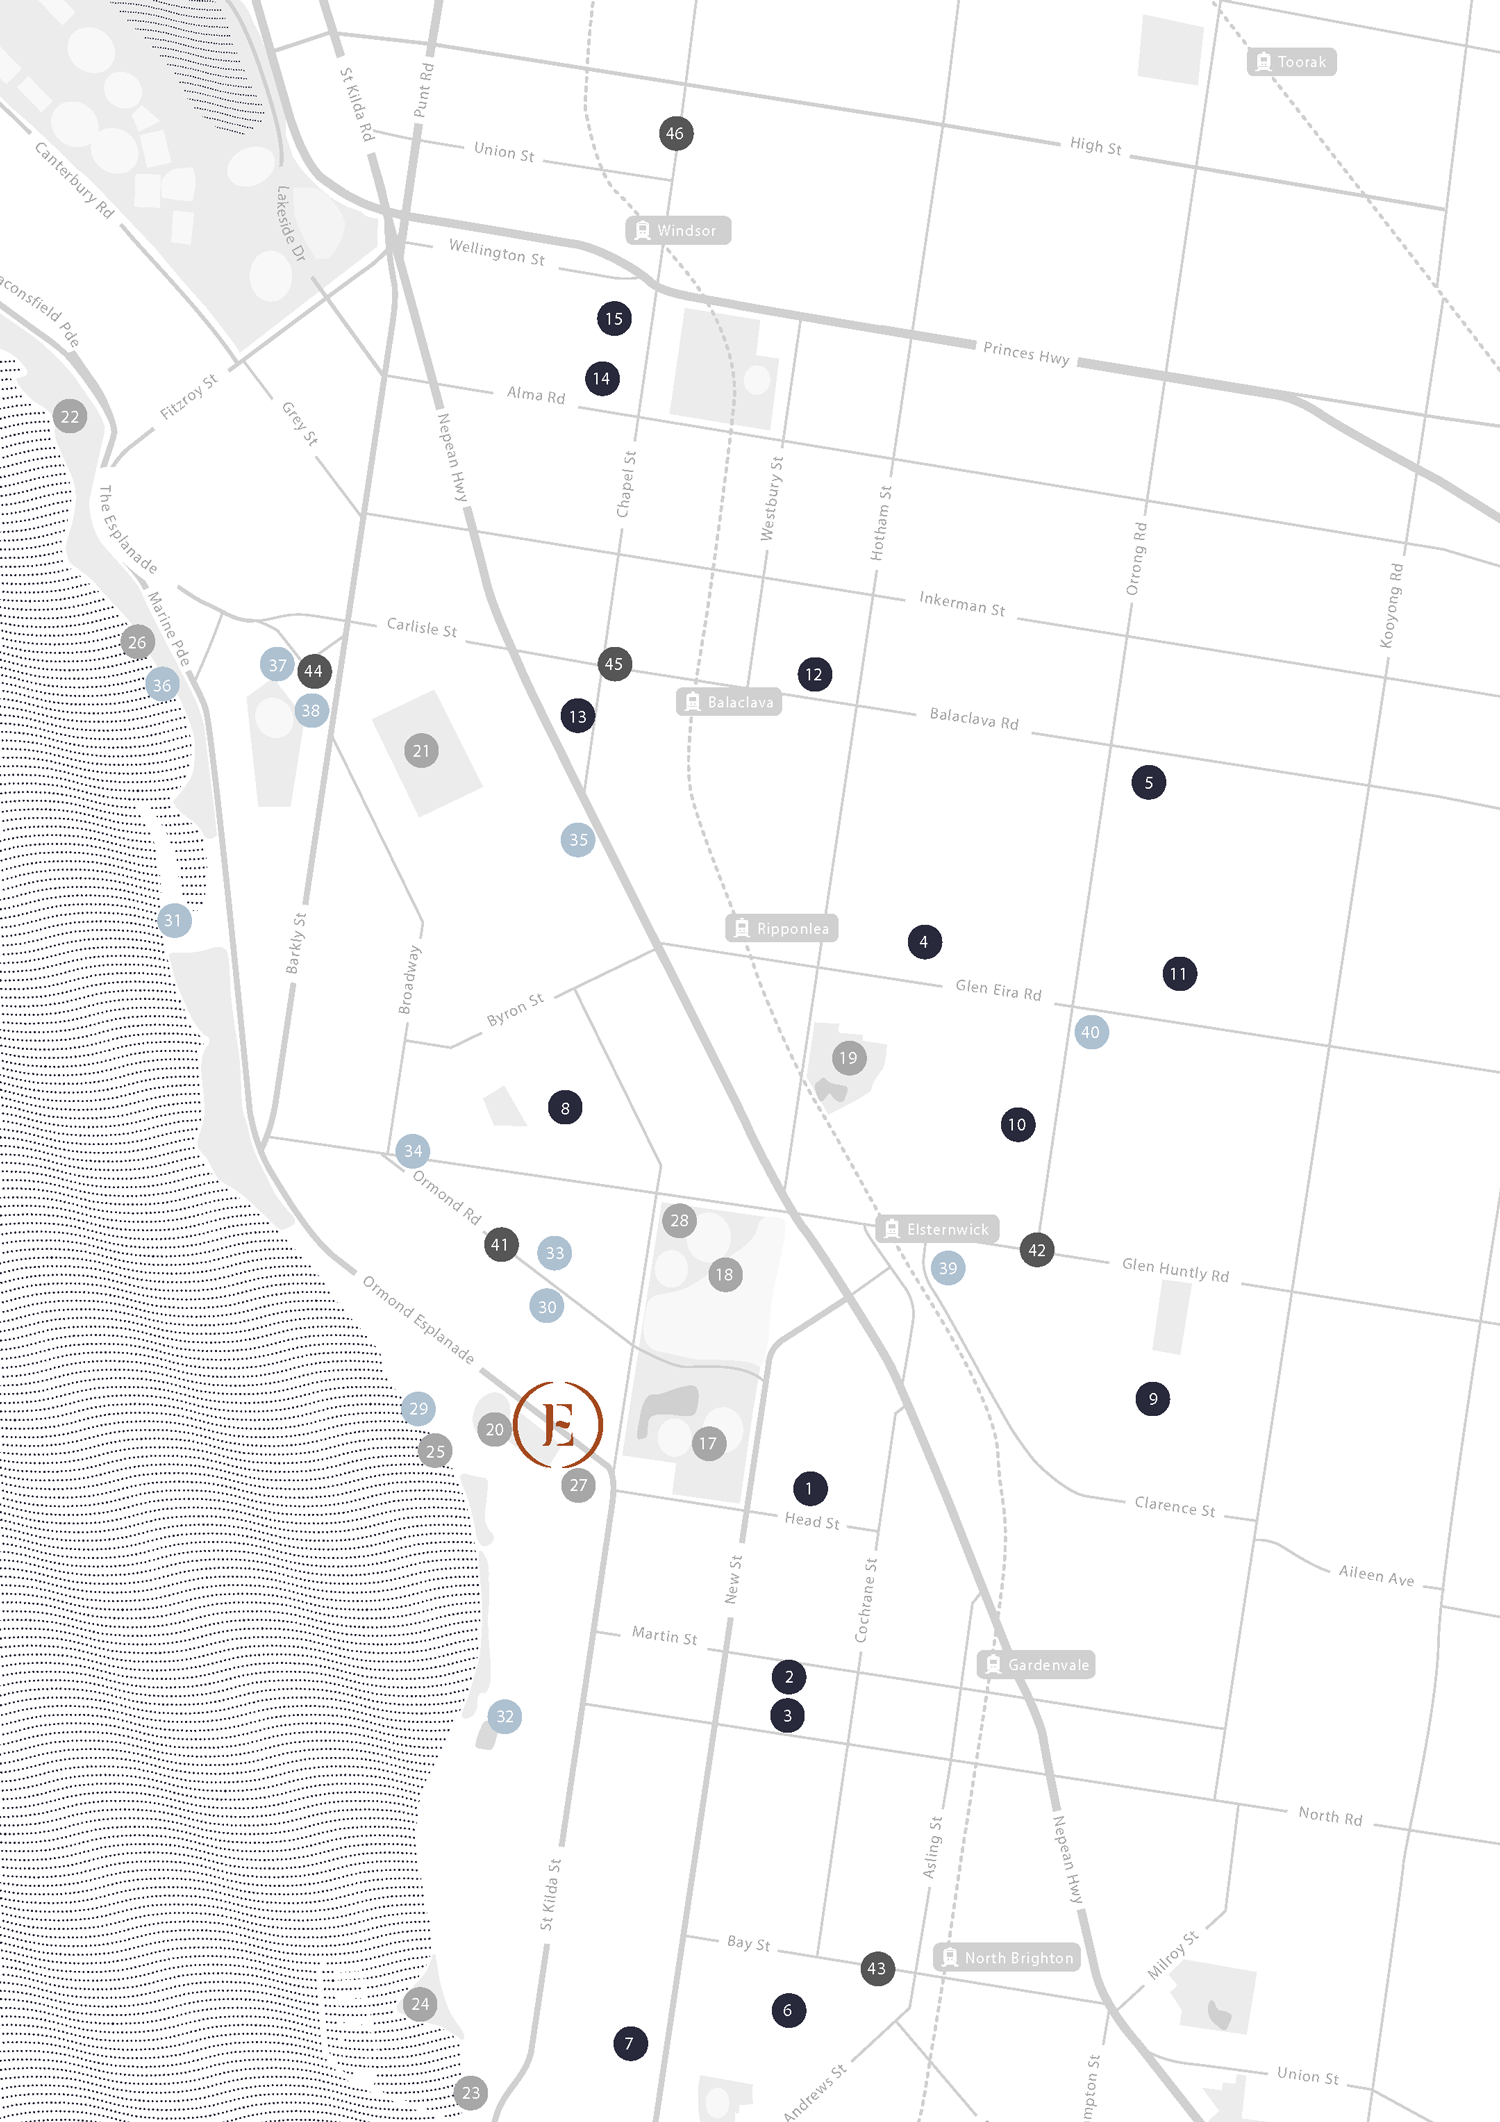 Toorak
St Kilda Rd
Punt Rd
46
High St
Union St
Canterbury Rd
Lakeside Dr
Windsor
Wellington St
aconsfield Pde
15
Princes Hwy
14
Alma Rd
Fitzroy St
22
Grey St
Nepean Hwy
Chapel St
Westbury St
Hotham St
The Esplanade
Orrong Rd
Kooyong Rd
Inkerman St
Marine Pde
Carlisle St
26
37
44
45
12
36
Balaclava
38
13
Balaclava Rd
21
5
35
31
Barkly St
Ripponlea
4
11
Broadway
Glen Eira Rd
Byron St
40
19
8
10
34
Ormond Rd
28
Elsternwick
41
33
42
39
Glen Huntly Rd
18
30
Ormond Esplanade
9
29
20
JE
25
17
27
1
Clarence St
Head St
New St
Aileen Ave
Cochrane St
Martin St
Gardenvale
2
3
32
North Rd
Asling St
Nepean Hwy
St Kilda St
Bay St
43
North Brighton
Milroy St
24
6
7
Andrews St
mpton St
Union St
23